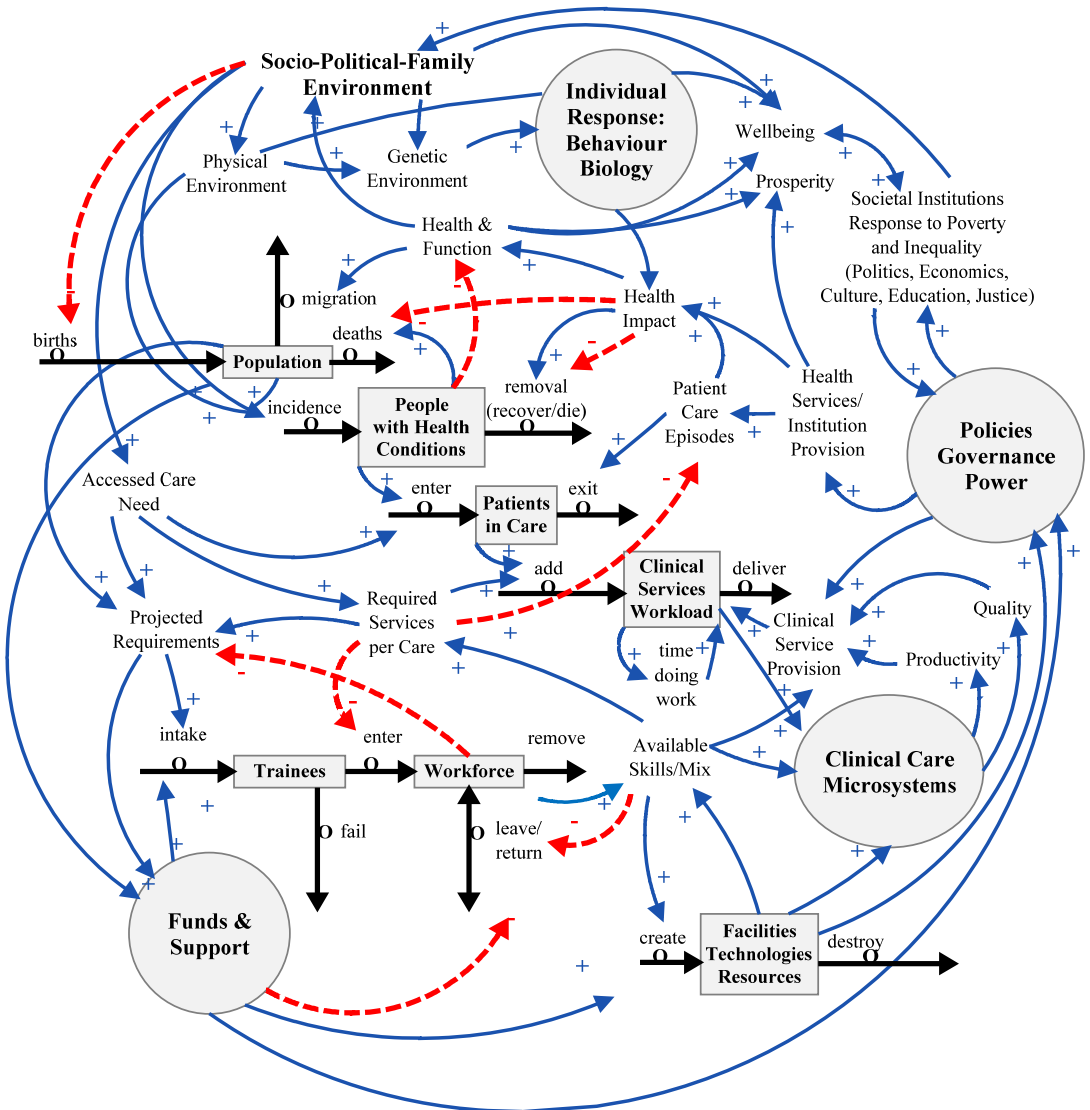 Socio-Political-Family
Environment
Individual
Response:
Behaviour
Biology
Wellbeing
Physical
Environment
Genetic
Environment
Prosperity
Societal Institutions
Response to Poverty
and Inequality
(Politics, Economics,
Culture, Education, Justice)
Health &
Function
migration
Health
Impact
births
deaths
Population
incidence
People
with Health
Conditions
removal
(recover/die)
Patient
Care
Episodes
Health
Services/
Institution
Provision
Policies
Governance
Power
Accessed Care
Need
enter
Patients
in Care
exit
add
Clinical
Services
Workload
deliver
Projected
Requirements
Required
Services
per Care
time
doing
work
Clinical
Service
Provision
Quality
Productivity
intake
Trainees
enter
Workforce
remove
Available
Skills/Mix
Clinical Care
Microsystems
fail
leave/
return
Funds &
Support
create
Facilities
Technologies
Resources
destroy